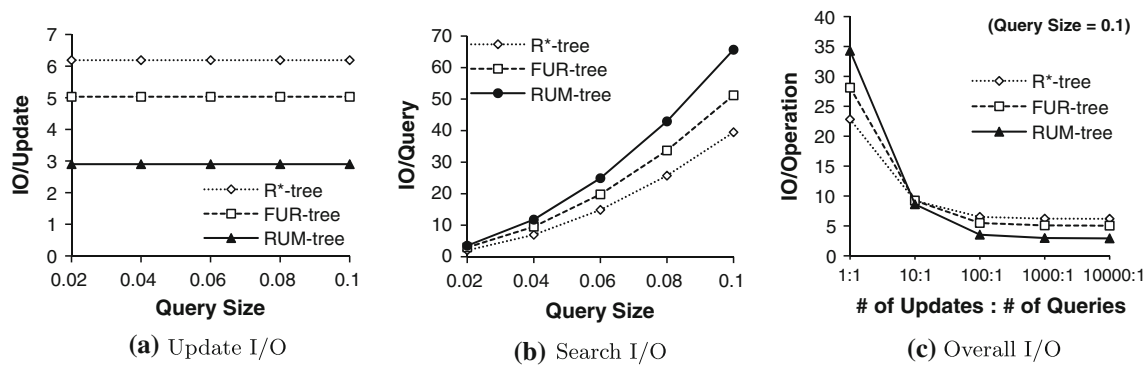 7
6
5
4
3
2
1
0
IO/Update
R*-tree
FUR-tree
RUM-tree
0.02 0.04 0.06 0.08 0.1
Query Size
(a) Update I/O
70
60
50
40
30
20
10
0
IO/Query
R*-tree
FUR-tree
RUM-tree
0.02 0.04 0.06 0.08 0.1
Query Size
(b) Search I/O
40
35
30
25
20
15
10
5
0
IO/Operation
(Query Size = 0.1)
R*-tree
FUR-tree
RUM-tree
1:1 10:1 100:1 1000:1 10000:1
# of Updates : # of Queries
(c) Overall I/O